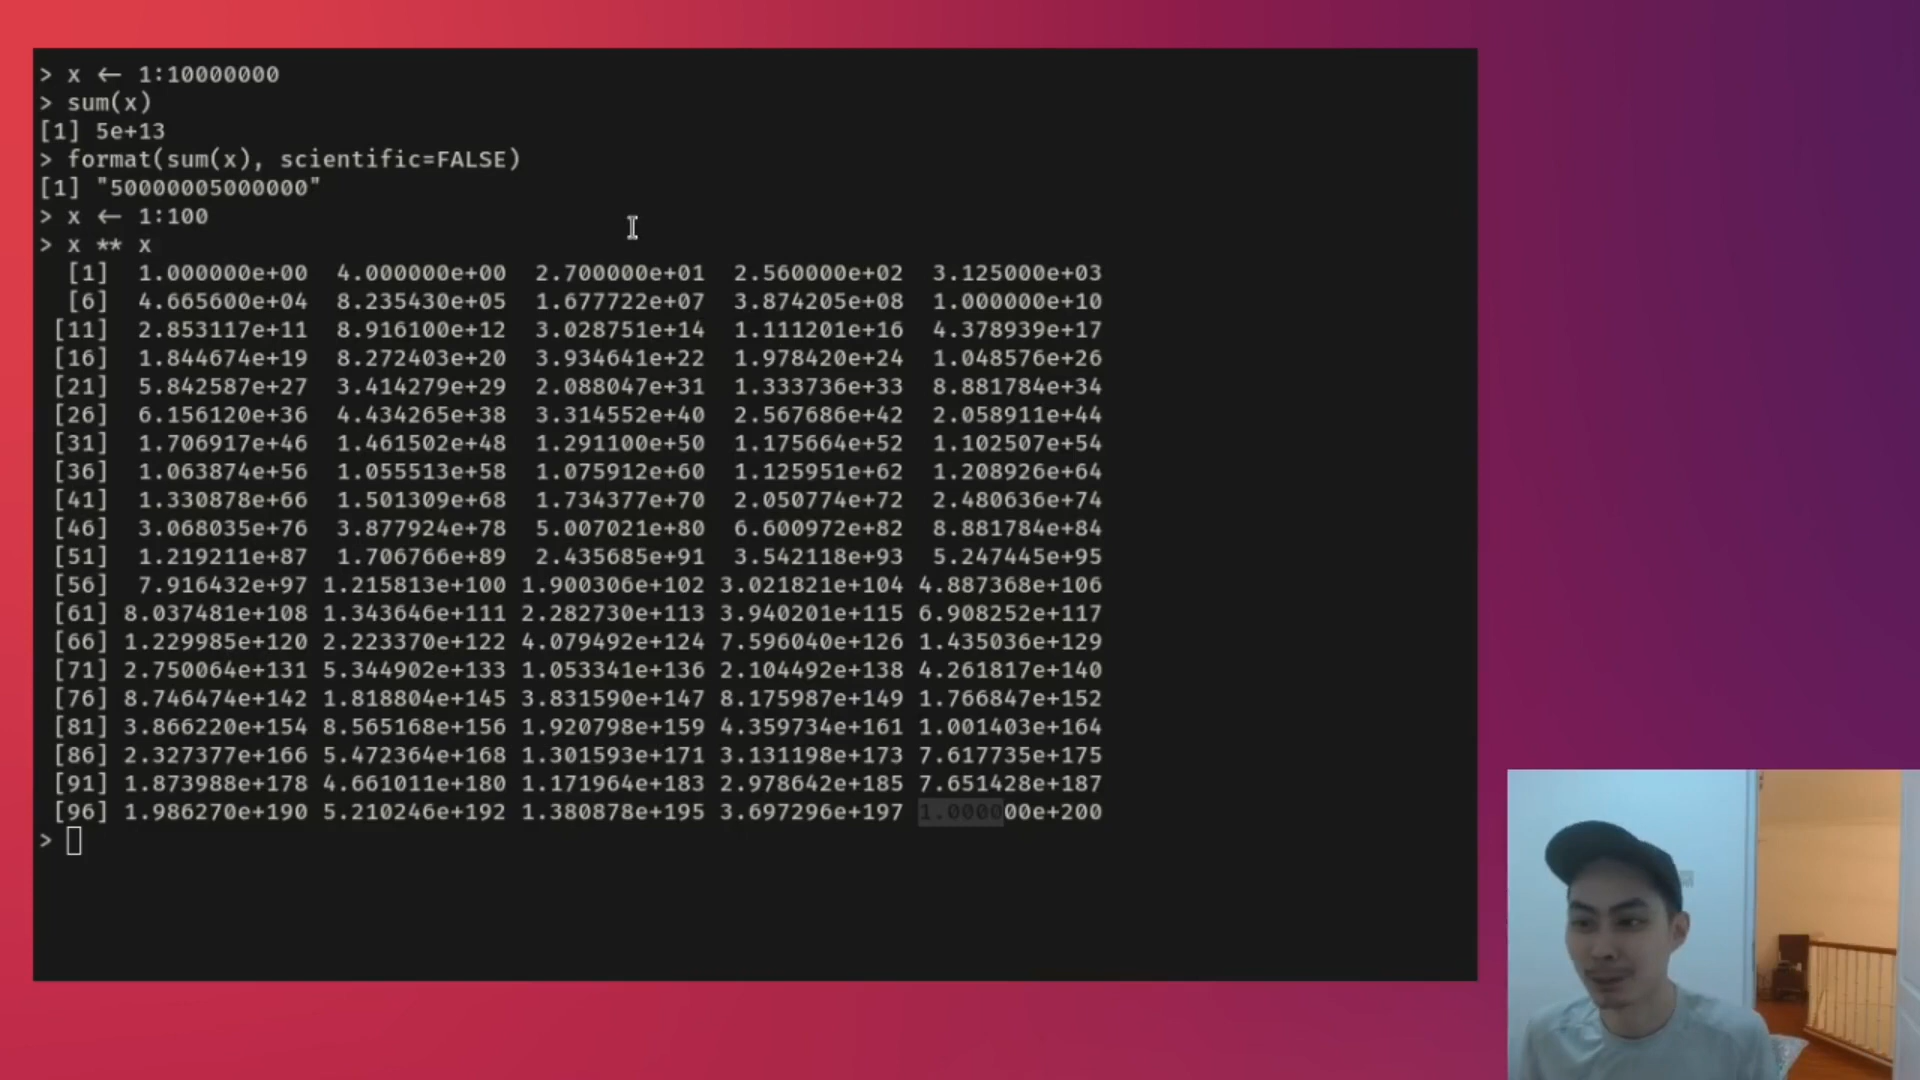 > x <- 1:10000000
> sum(x)
[1] 5e+13
> format(sum(x), scientific=FALSE)
[1] "50000005000000"
> x <- 1:100
> x ** x
[1] 1.000000e+00 4.000000e+00 2.700000e+01 2.560000e+02 3.125000e+03
[6] 4.665600e+04 8.235430e+05 1.677722e+07 3.874205e+08 1.000000e+10
[11] 2.853117e+11 8.916100e+12 3.028751e+14 1.111201e+16 4.378939e+17
[16] 1.844674e+19 8.272403e+20 3.934641e+22 1.978420e+24 1.048576e+26
[21] 5.842587e+27 3.414279e+29 2.088047e+31 1.333736e+33 8.881784e+34
[26] 6.156120e+36 4.434265e+38 3.314552e+40 2.567686e+42 2.058911e+44
[31] 1.706917e+46 1.461502e+48 1.291100e+50 1.175664e+52 1.102507e+54
[36] 1.063874e+56 1.055513e+58 1.075912e+60 1.125951e+62 1.208926e+64
[41] 1.330878e+66 1.501309e+68 1.734377e+70 2.050774e+72 2.480636e+74
[46] 3.068035e+76 3.877924e+78 5.007021e+80 6.600972e+82 8.881784e+84
[51] 1.219211e+87 1.706766e+89 2.435685e+91 3.542118e+93 5.247445e+95
[56] 7.916432e+97 1.215813e+100 1.900306e+102 3.021821e+104 4.887368e+106
[61] 8.037481e+108 1.343646e+111 2.282730e+113 3.940201e+115 6.908252e+117
[66] 1.229985e+120 2.223370e+122 4.079492e+124 7.596040e+126 1.435036e+129
[71] 2.750064e+131 5.344902e+133 1.053341e+136 2.104492e+138 4.261817e+140
[76] 8.746474e+142 1.818804e+145 3.831590e+147 8.175987e+149 1.766847e+152
[81] 3.866220e+154 8.565168e+156 1.920798e+159 4.359734e+161 1.001403e+164
[86] 2.327377e+166 5.472364e+168 1.301593e+171 3.131198e+173 7.617735e+175
[91] 1.873988e+178 4.661011e+180 1.171964e+183 2.978642e+185 7.651428e+187
[96] 1.986270e+190 5.210246e+192 1.380878e+195 3.697296e+197 1.000000e+200
>